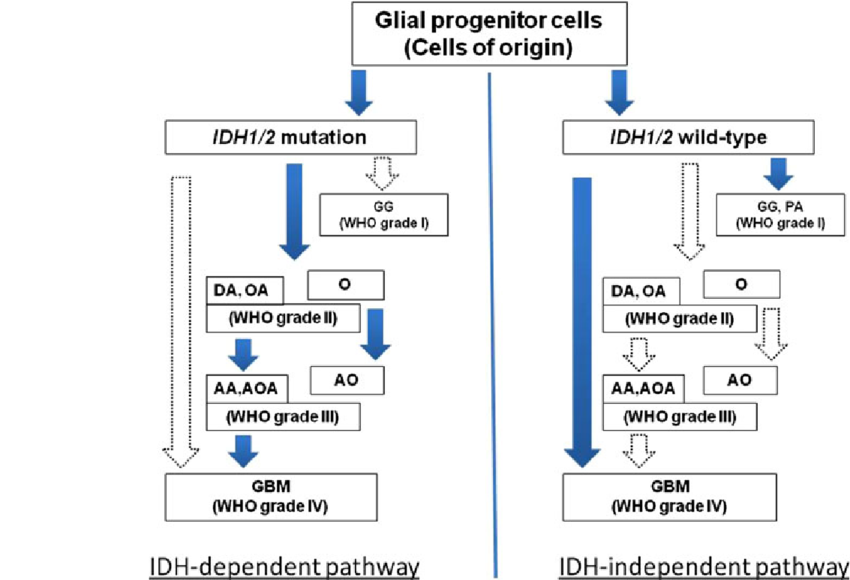 Glial progenitor cells
(Cells of origin)
IDH1/2 mutation
GG
(WHO grade I)
DA, OA
O
(WHO grade II)
AA,AOA
AO
(WHO grade III)
GBM
(WHO grade IV)
IDH-dependent pathway
IDH1/2 wild-type
GG, PA
(WHO grade I)
DA, OA
O
(WHO grade II)
AA,AOA
AO
(WHO grade III)
GBM
(WHO grade IV)
IDH-independent pathway